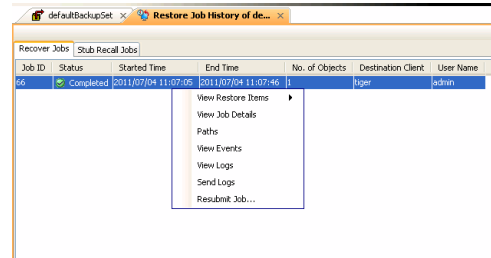 defaultBackupSet × Restore Job History of de... ×
Recover Jobs Stub Recall Jobs
Job ID Status Started Time End Time No. of Objects Destination Client User Name
66 Completed 2011/07/04 11:07:05 2011/07/04 11:07:46 1 tiger admin
View Restore Items
View Job Details
Paths
View Events
View Logs
Send Logs
Resubmit Job...